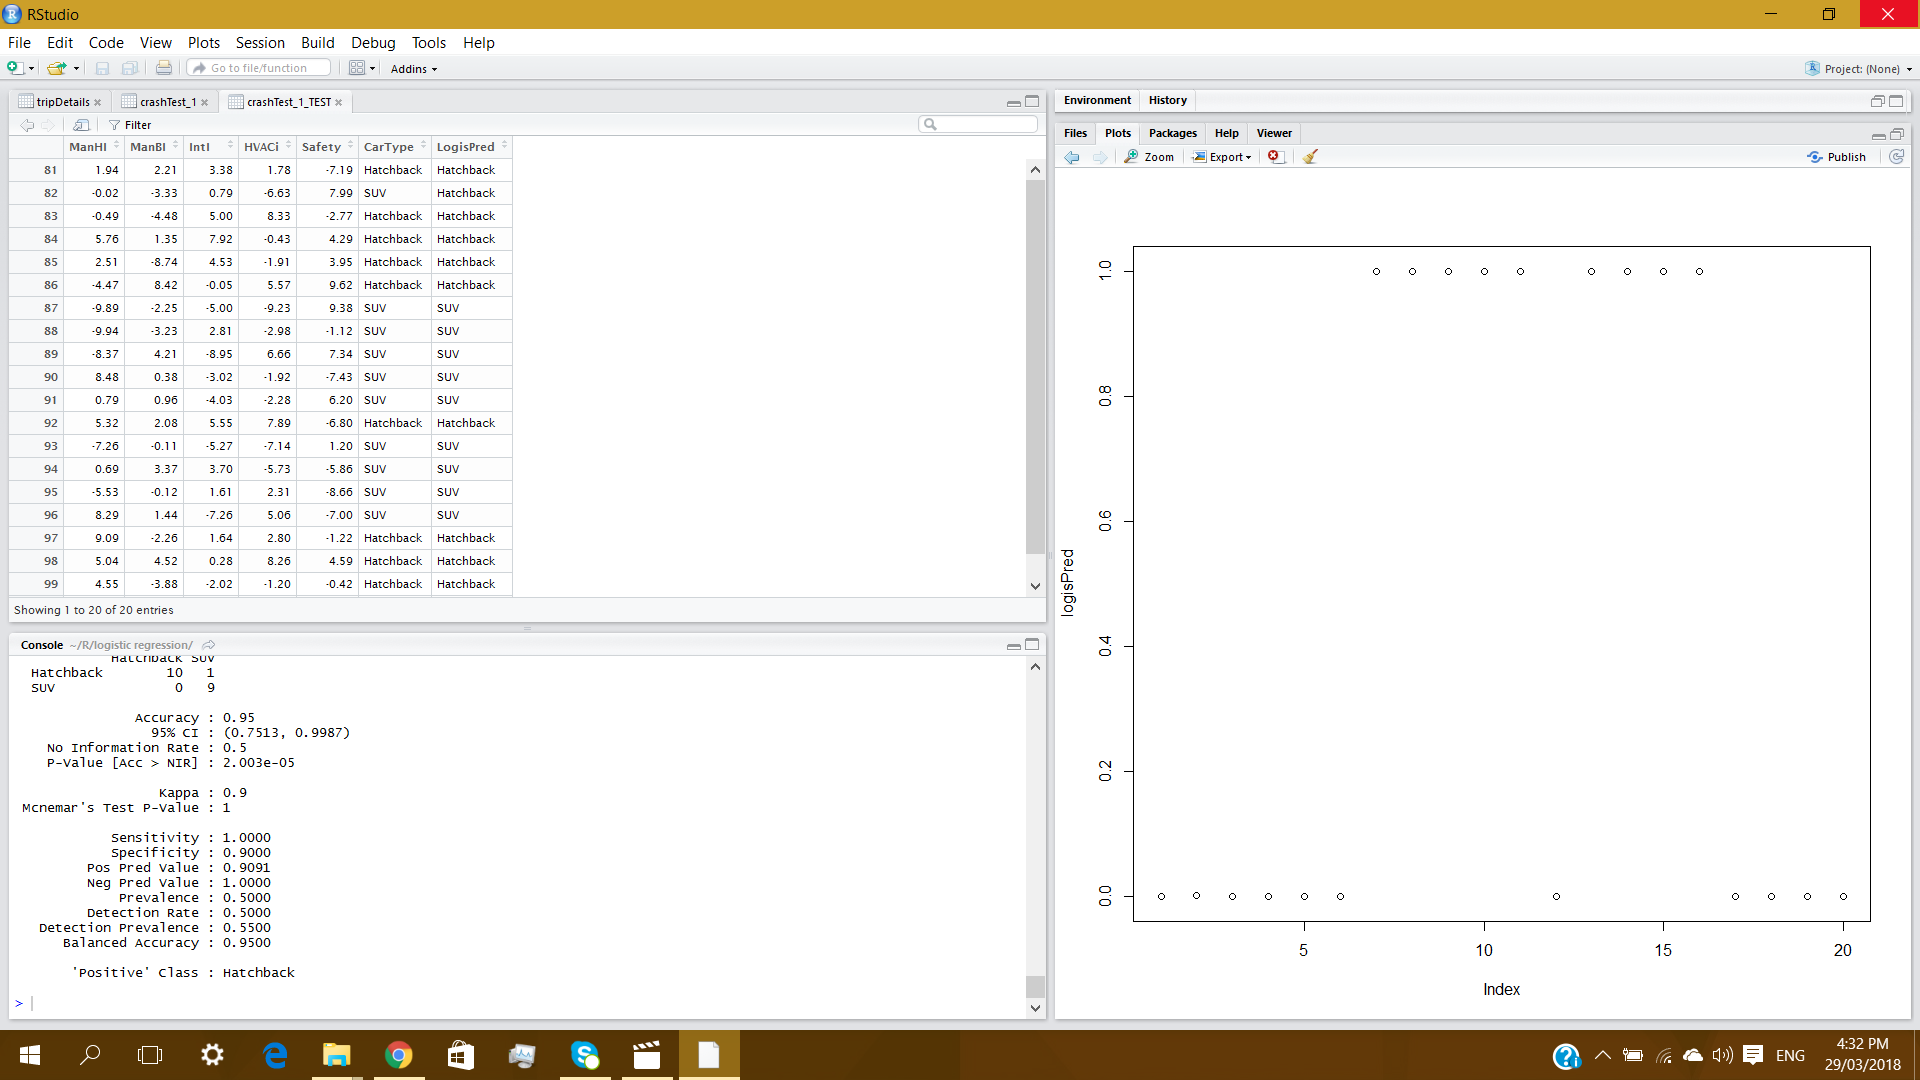 RStudio
File Edit Code View Plots Session Build Debug Tools Help
Go to file/function Addins Project: (None)
tripDetails crashTest_1 crashTest_1_TEST
Filter
ManHI ManBI IntI HVACi Safety CarType LogisPred
81 1.94 2.21 3.38 1.78 -7.19 Hatchback Hatchback
82 -0.02 -3.33 0.79 -6.63 7.99 SUV Hatchback
83 -0.49 -4.48 5.00 8.33 -2.77 Hatchback Hatchback
84 5.76 1.35 7.92 -0.43 4.29 Hatchback Hatchback
85 2.51 -8.74 4.53 -1.91 3.95 Hatchback Hatchback
86 -4.47 8.42 -0.05 5.57 9.62 Hatchback Hatchback
87 -9.89 -2.25 -5.00 -9.23 9.38 SUV SUV
88 -9.94 -3.23 2.81 -2.98 -1.12 SUV SUV
89 -8.37 4.21 -8.95 6.66 7.34 SUV SUV
90 8.48 0.38 -3.02 -1.92 -7.43 SUV SUV
91 0.79 0.96 -4.03 -2.28 6.20 SUV SUV
92 5.32 2.08 5.55 7.89 -6.80 Hatchback Hatchback
93 -7.26 -0.11 -5.27 -7.14 1.20 SUV SUV
94 0.69 3.37 3.70 -5.73 -5.86 SUV SUV
95 -5.53 -0.12 1.61 2.31 -8.66 SUV SUV
96 8.29 1.44 -7.26 5.06 -7.00 SUV SUV
97 9.09 -2.26 1.64 2.80 -1.22 Hatchback Hatchback
98 5.04 4.52 0.28 8.26 4.59 Hatchback Hatchback
99 4.55 -3.88 -2.02 -1.20 -0.42 Hatchback Hatchback
Showing 1 to 20 of 20 entries
Console ~/R/logistic regression/
Hatchback SUV
Hatchback 10 1
SUV 0 9
Accuracy : 0.95
95% CI : (0.7513, 0.9987)
No Information Rate : 0.5
P-Value [Acc > NIR] : 2.003e-05
Kappa : 0.9
Mcnemar's Test P-Value : 1
Sensitivity : 1.0000
Specificity : 0.9000
Pos Pred Value : 0.9091
Neg Pred Value : 1.0000
Prevalence : 0.5000
Detection Rate : 0.5000
Detection Prevalence : 0.5500
Balanced Accuracy : 0.9500
'Positive' Class : Hatchback
>
Environment History
Files Plots Packages Help Viewer
Zoom Export Publish
1.0
0.8
0.6
0.4
0.2
0.0
logisPred
5 10 15 20
Index
ENG
4:32 PM
29/03/2018